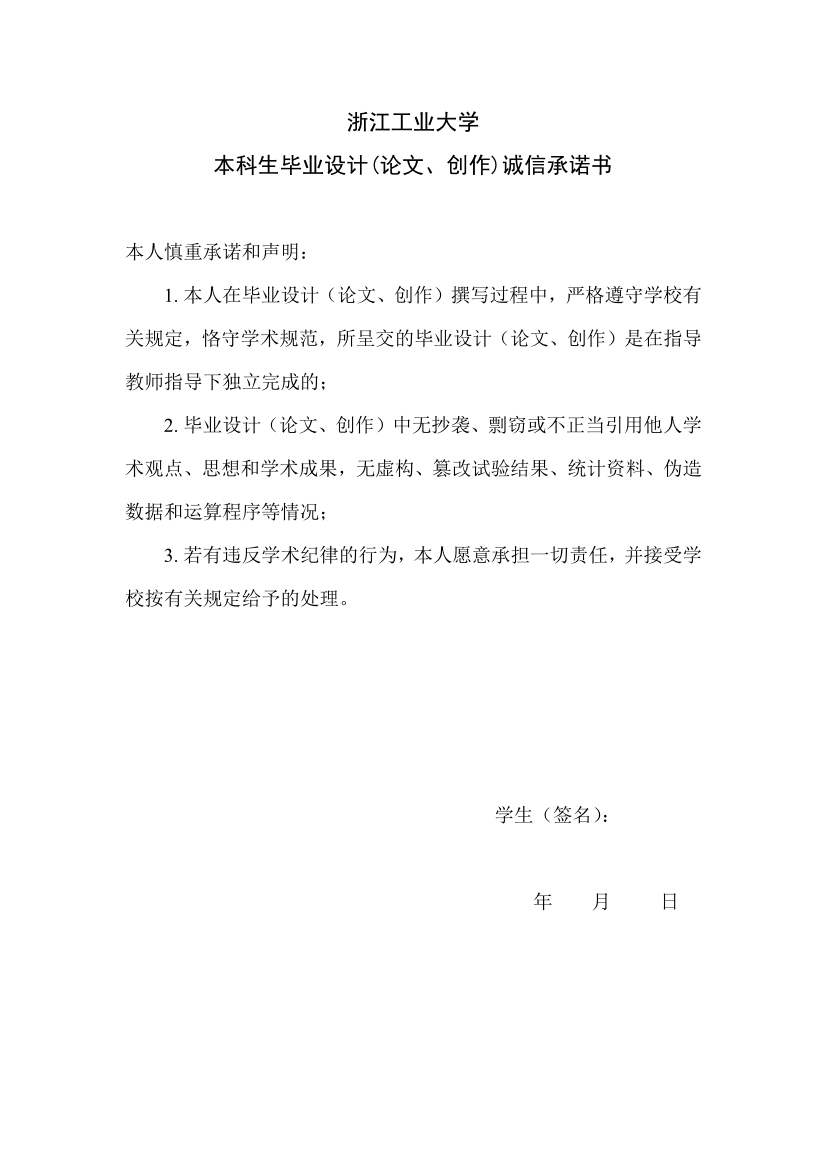 浙江工业大学
本科生毕业设计(论文、创作)诚信承诺书
本人慎重承诺和声明：
1. 本人在毕业设计（论文、创作）撰写过程中，严格遵守学校有
关规定，恪守学术规范，所呈交的毕业设计（论文、创作）是在指导
教师指导下独立完成的；
2. 毕业设计（论文、创作）中无抄袭、剽窃或不正当引用他人学
术观点、思想和学术成果，无虚构、篡改试验结果、统计资料、伪造
数据和运算程序等情况；
3. 若有违反学术纪律的行为，本人愿意承担一切责任，并接受学
校按有关规定给予的处理。
学生（签名）：
年 月 日